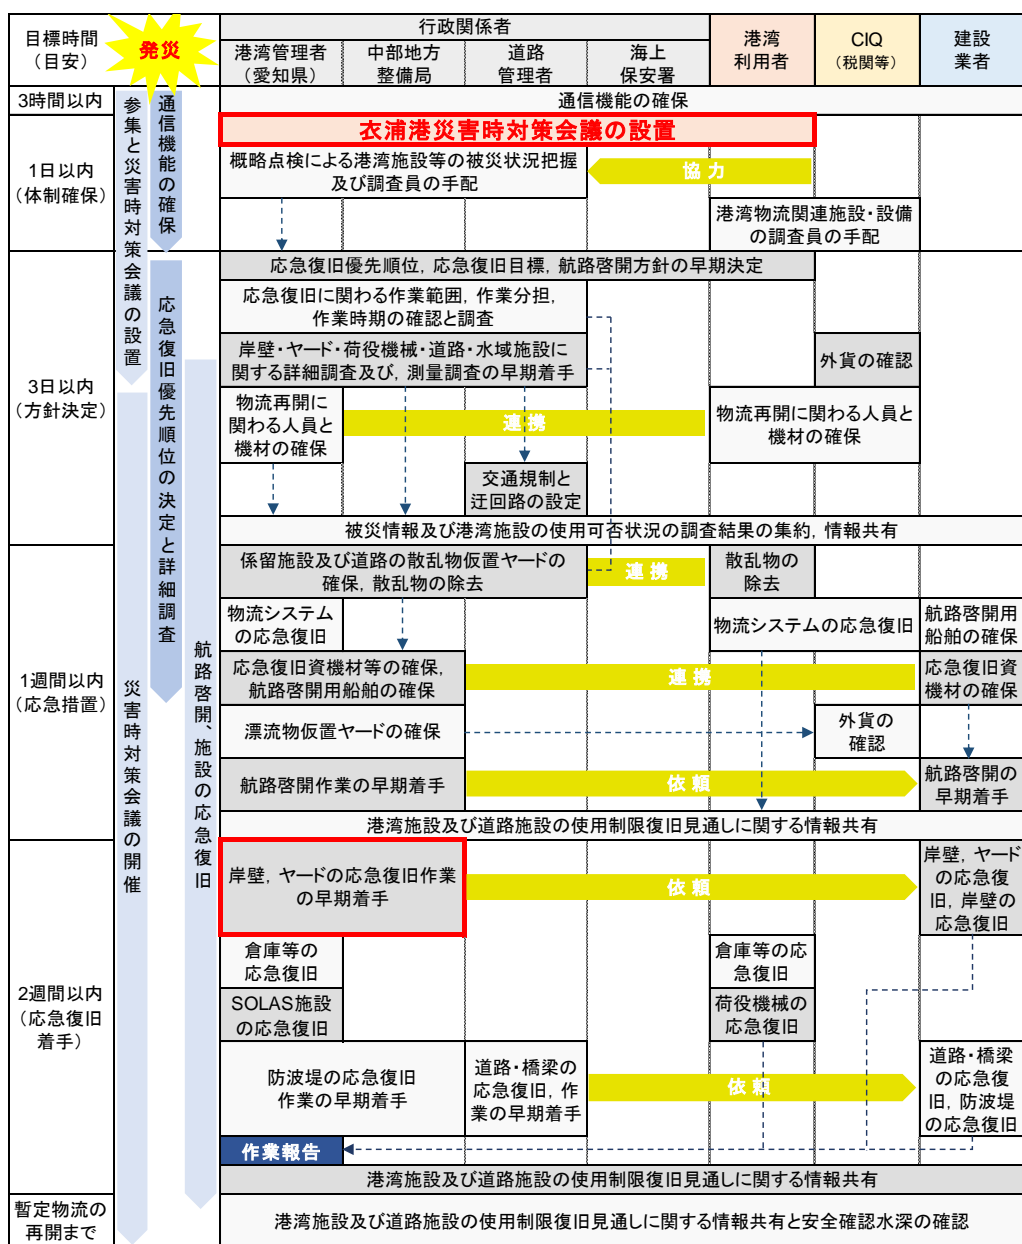 目標時間
（目安）
発災
行政関係者
港湾管理者
（愛知県）
中部地方
整備局
道路
管理者
海上
保安署
港湾
利用者
CIQ
（税関等）
建設
業者
3時間以内
通信機能の確保
参集と災害時対策会議の設置
通信機能の確保
1日以内
（体制確保）
衣浦港災害時対策会議の設置
概略点検による港湾施設等の被災状況把握
及び調査員の手配
協力
港湾物流関連施設・設備
の調査員の手配
3日以内
（方針決定）
応急復旧優先順位の決定と詳細調査
応急復旧優先順位，応急復旧目標，航路啓開方針の早期決定
応急復旧に関わる作業範囲，作業分担，
作業時期の確認と調査
岸壁・ヤード・荷役機械・道路・水域施設に
関する詳細調査及び，測量調査の早期着手
外貨の確認
物流再開に
関わる人員と
機材の確保
連携
物流再開に関わる人員と
機材の確保
交通規制と
迂回路の設定
被災情報及び港湾施設の使用可否状況の調査結果の集約，情報共有
災害時対策会議の開催
航路啓開、施設の応急復旧
1週間以内
（応急措置）
係留施設及び道路の散乱物仮置ヤードの
確保，散乱物の除去
連携
散乱物の
除去
物流システム
の応急復旧
物流システムの応急復旧
航路啓開用
船舶の確保
応急復旧資機材等の確保，
航路啓開用船舶の確保
連携
応急復旧資
機材の確保
漂流物仮置ヤードの確保
外貨の
確認
航路啓開作業の早期着手
依頼
航路啓開の
早期着手
港湾施設及び道路施設の使用制限復旧見通しに関する情報共有
2週間以内
（応急復旧
着手）
岸壁，ヤードの応急復旧作業
の早期着手
依頼
岸壁，ヤード
の応急復
旧，岸壁の
応急復旧
倉庫等の
応急復旧
倉庫等の応
急復旧
SOLAS施設
の応急復旧
荷役機械の
応急復旧
防波堤の応急復旧
作業の早期着手
道路・橋梁の
応急復旧，作
業の早期着手
依頼
道路・橋梁
の応急復
旧，防波堤
の応急復旧
作業報告
港湾施設及び道路施設の使用制限復旧見通しに関する情報共有
暫定物流の
再開まで
港湾施設及び道路施設の使用制限復旧見通しに関する情報共有と安全確認水深の確認